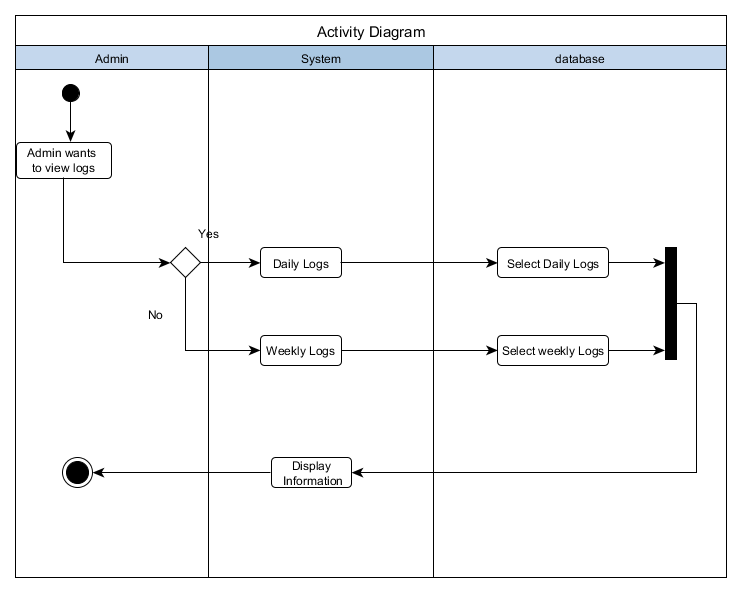 Activity Diagram
Admin
System
database
Admin wants
to view logs
Yes
Daily Logs
Select Daily Logs
No
Weekly Logs
Select weekly Logs
Display
Information